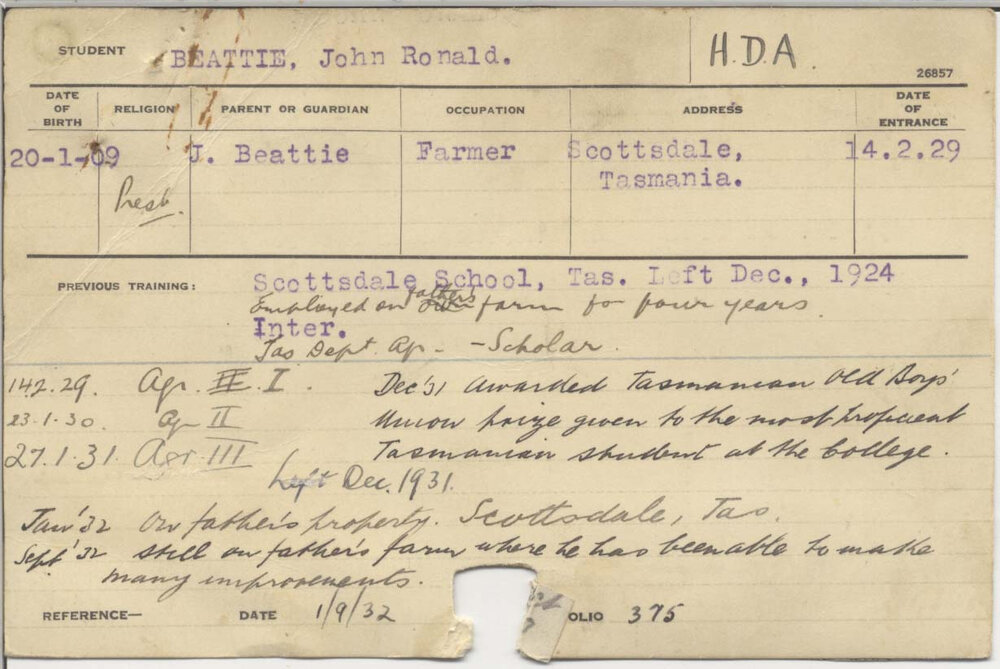 STUDENT BEATTIE, John Ronald. H.D.A. 26857
DATE OF BIRTH RELIGION PARENT OR GUARDIAN OCCUPATION ADDRESS DATE OF ENTRANCE
20-1-09 J. Beattie Farmer Scottsdale, 14.2.29
Tasmania.
Presb.
PREVIOUS TRAINING: Scottsdale School, Tas. Left Dec., 1924
Employed on father's farm for four years.
Inter.
Tas Dept. Ag. - Scholar.
14.2.29. Agr. II. I. Dec '31 Awarded Tasmanian Old Boys'
23.1.30. Ag II Union prize given to the most proficient
27.1.31. Agr III Tasmanian student at the College.
Left Dec. 1931.
Jan '32 On father's property. Scottsdale, Tas.
Sept '32 Still on father's farm where he has been able to make
many improvements.
REFERENCE— DATE 1/9/32 OLIO 375